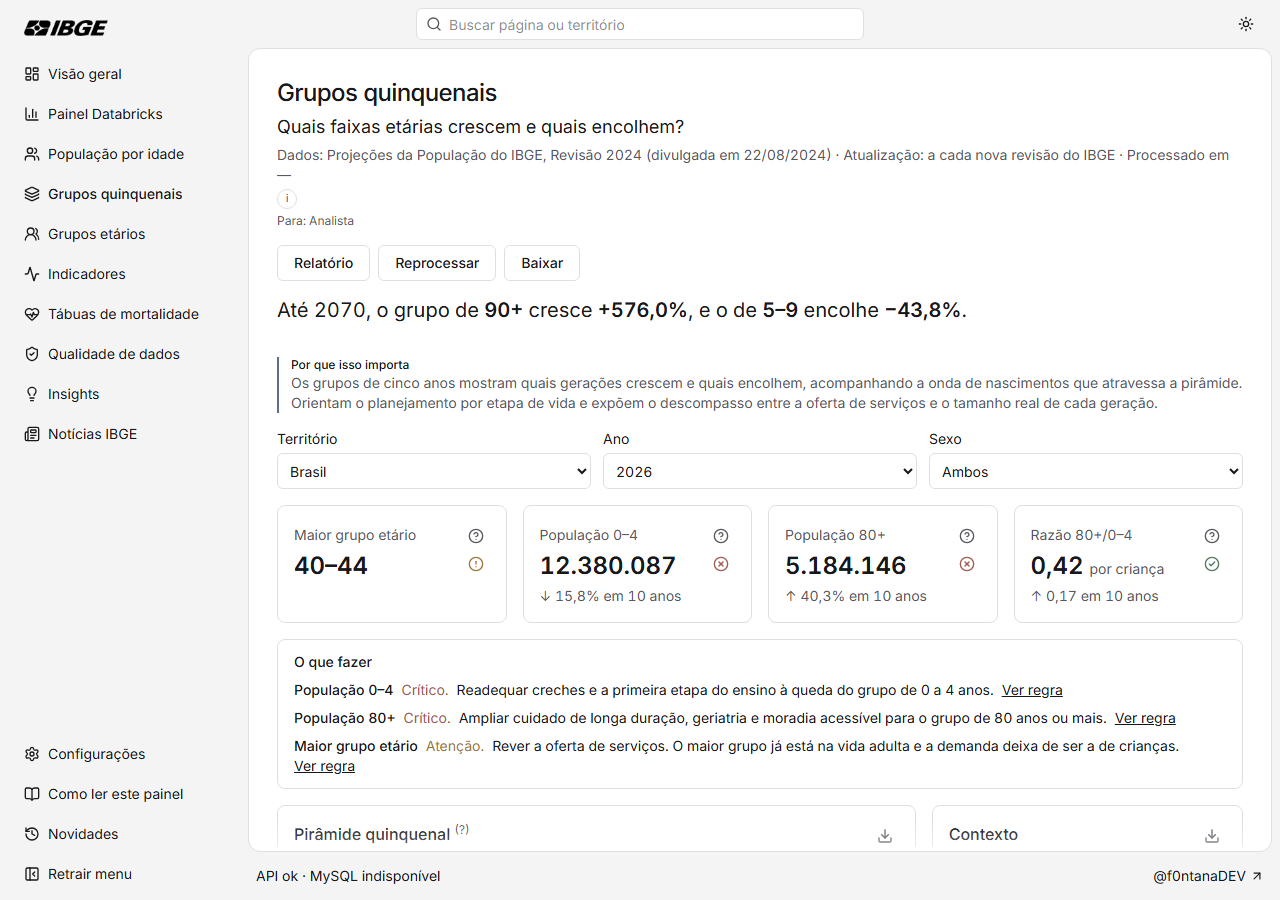 IBGE
Buscar página ou território
Visão geral
Painel Databricks
População por idade
Grupos quinquenais
Grupos etários
Indicadores
Tábuas de mortalidade
Qualidade de dados
Insights
Notícias IBGE
Configurações
Como ler este painel
Novidades
Retrair menu
Grupos quinquenais
Quais faixas etárias crescem e quais encolhem?
Dados: Projeções da População do IBGE, Revisão 2024 (divulgada em 22/08/2024) · Atualização: a cada nova revisão do IBGE · Processado em
—
i
Para: Analista
Relatório Reprocessar Baixar
Até 2070, o grupo de 90+ cresce +576,0%, e o de 5–9 encolhe −43,8%.
Por que isso importa
Os grupos de cinco anos mostram quais gerações crescem e quais encolhem, acompanhando a onda de nascimentos que atravessa a pirâmide.
Orientam o planejamento por etapa de vida e expõem o descompasso entre a oferta de serviços e o tamanho real de cada geração.
Território Ano Sexo
Brasil 2026 Ambos
Maior grupo etário
40–44
População 0–4
12.380.087
↓ 15,8% em 10 anos
População 80+
5.184.146
↑ 40,3% em 10 anos
Razão 80+/0–4
0,42 por criança
↑ 0,17 em 10 anos
O que fazer
População 0–4 Crítico. Readequar creches e a primeira etapa do ensino à queda do grupo de 0 a 4 anos. Ver regra
População 80+ Crítico. Ampliar cuidado de longa duração, geriatria e moradia acessível para o grupo de 80 anos ou mais. Ver regra
Maior grupo etário Atenção. Rever a oferta de serviços. O maior grupo já está na vida adulta e a demanda deixa de ser a de crianças.
Ver regra
Pirâmide quinquenal (?)
Contexto
API ok · MySQL indisponível
@f0ntanaDEV